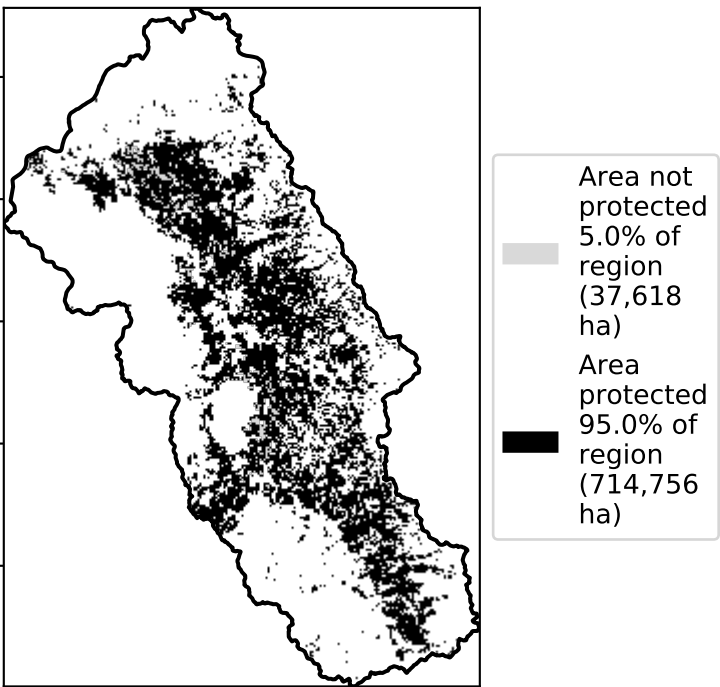 Area not
protected
5.0% of
region
(37,618
ha)
Area
protected
95.0% of
region
(714,756
ha)